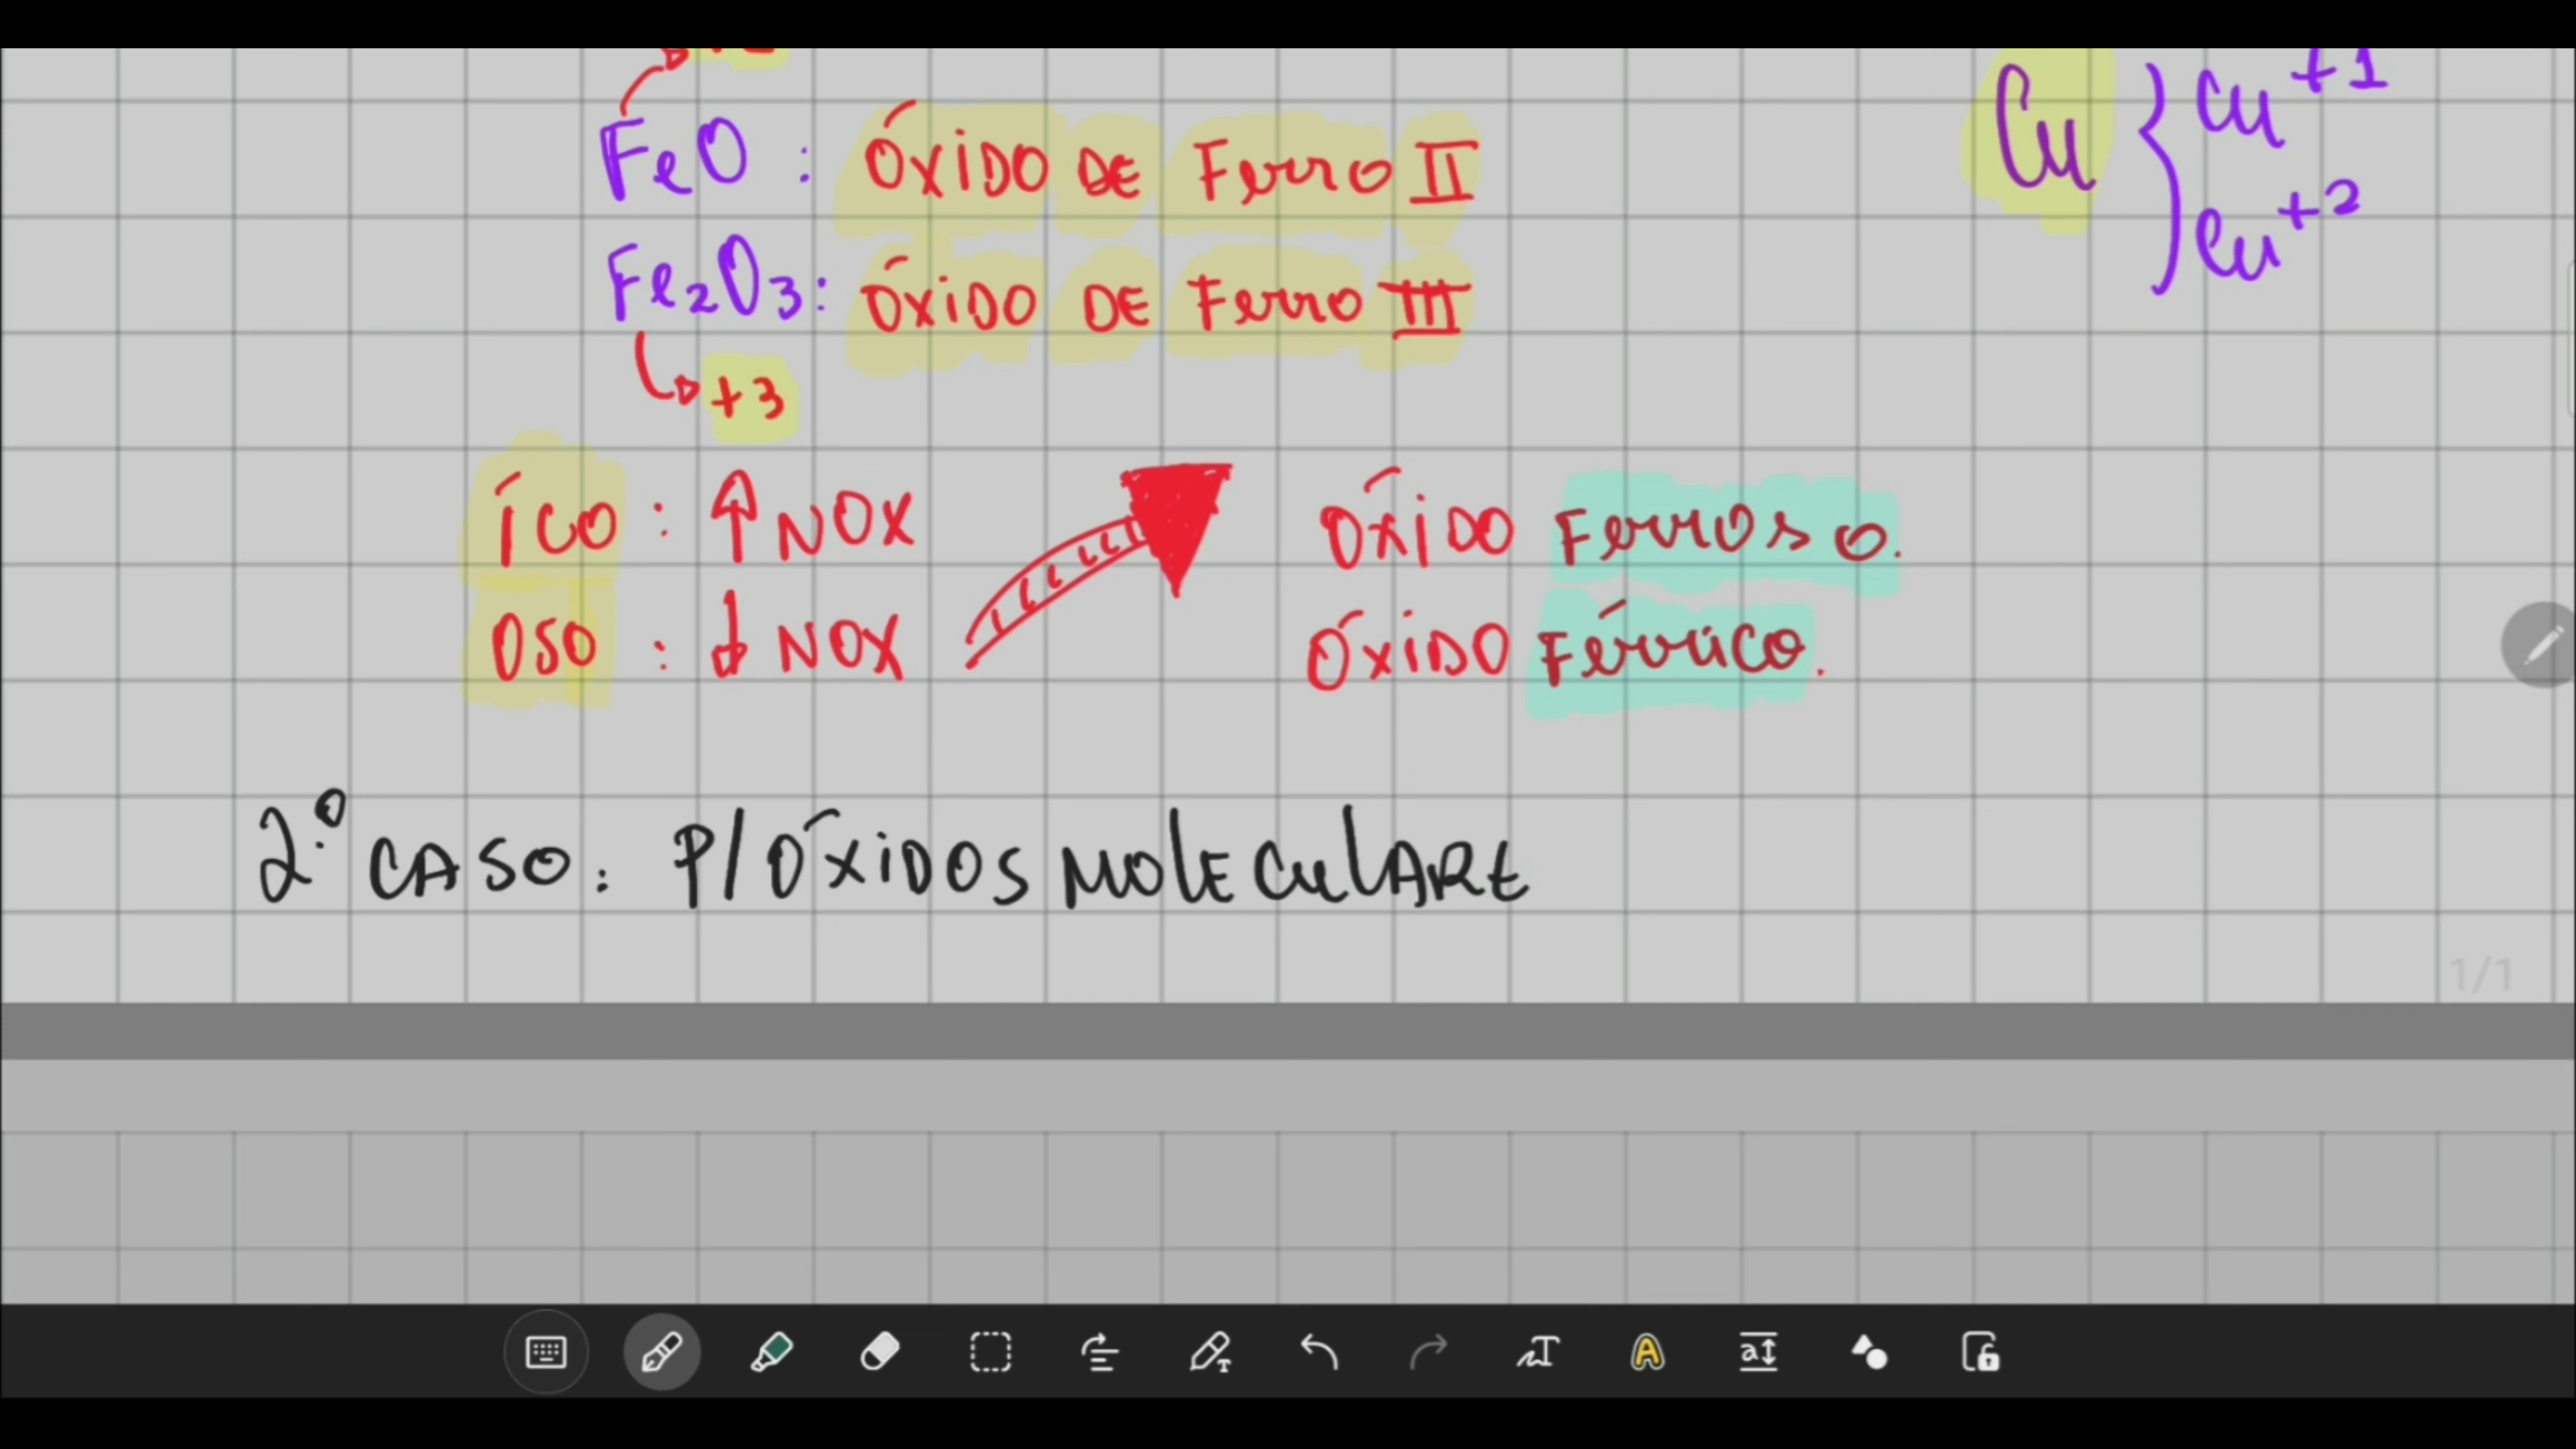 FeO : ÓXIDO DE Ferro II
Fe₂O₃: ÓXIDO DE Ferro III
+3
Cu { Cu⁺¹
Cu⁺²
ICO : ↑ NOX
OSO : ↓ NOX
ÓXIDO Ferroso.
ÓXIDO Férrico.
2.º CASO: P/ ÓXIDOS MOLECULARE
1/1